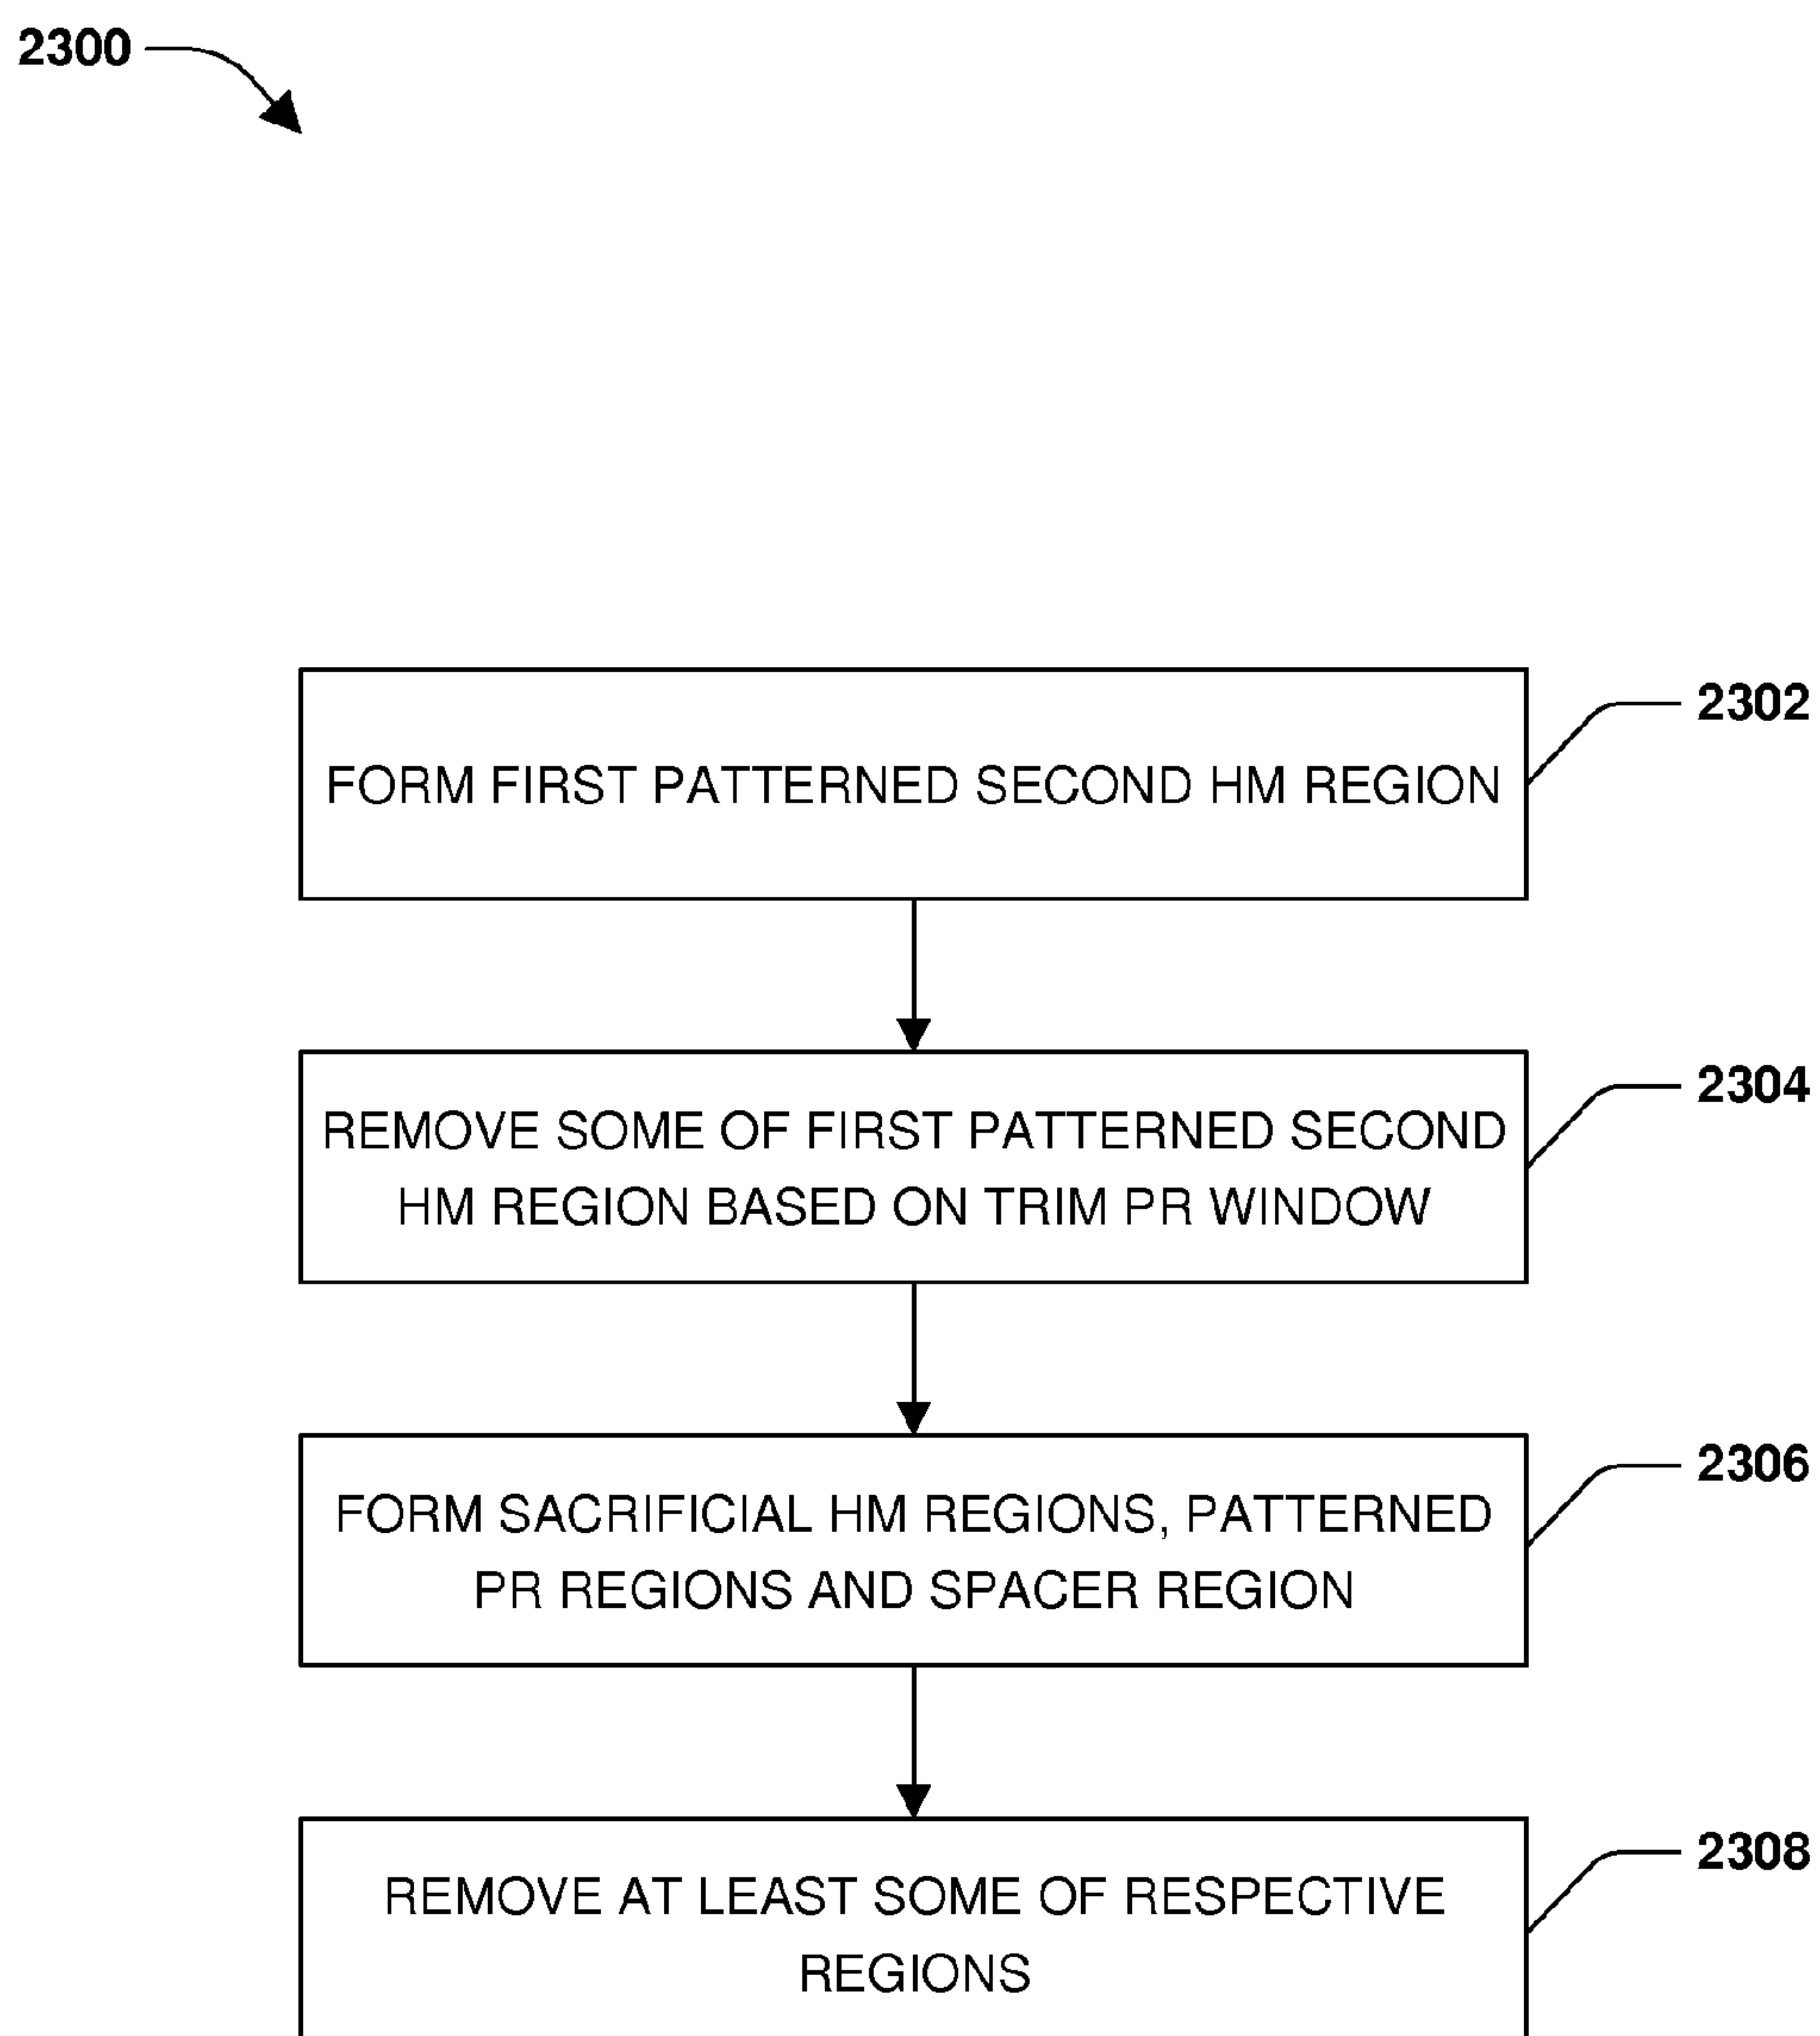 2300
FORM FIRST PATTERNED SECOND HM REGION
2302
REMOVE SOME OF FIRST PATTERNED SECOND
HM REGION BASED ON TRIM PR WINDOW
2304
FORM SACRIFICIAL HM REGIONS, PATTERNED
PR REGIONS AND SPACER REGION
2306
REMOVE AT LEAST SOME OF RESPECTIVE
REGIONS
2308